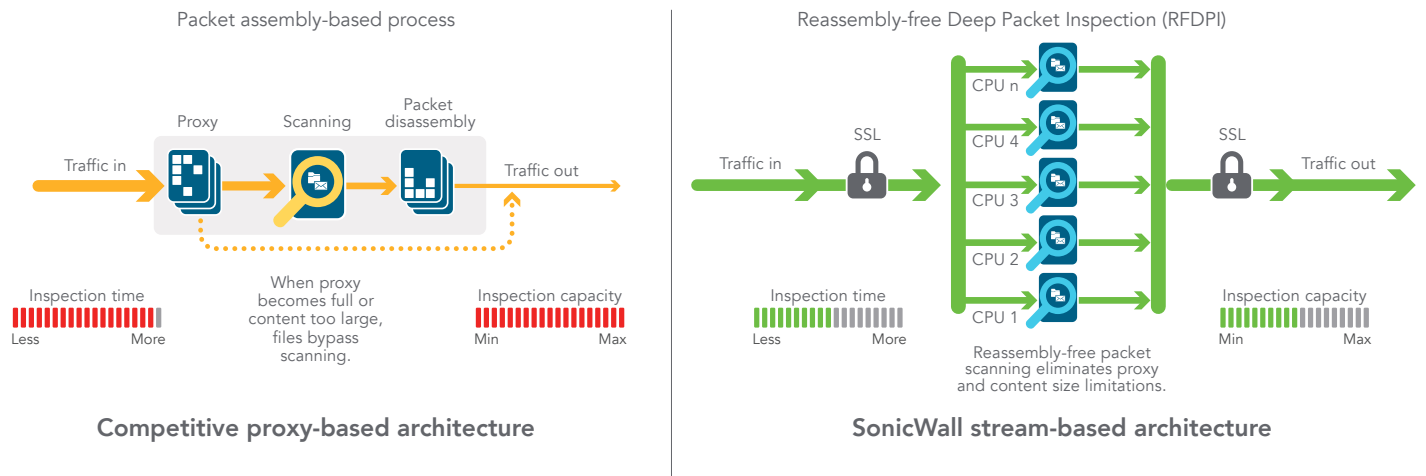 Packet assembly-based process
Proxy
Scanning
Packet
disassembly
Traffic in
Traffic out
When proxy
becomes full or
content too large,
files bypass
scanning.
Inspection time
Less
More
Inspection capacity
Min
Max
Competitive proxy-based architecture
Reassembly-free Deep Packet Inspection (RFDPI)
Traffic in
SSL
CPU n
CPU 4
CPU 3
CPU 2
CPU 1
SSL
Traffic out
Inspection time
Less
More
Reassembly-free packet
scanning eliminates proxy
and content size limitations.
Inspection capacity
Min
Max
SonicWall stream-based architecture